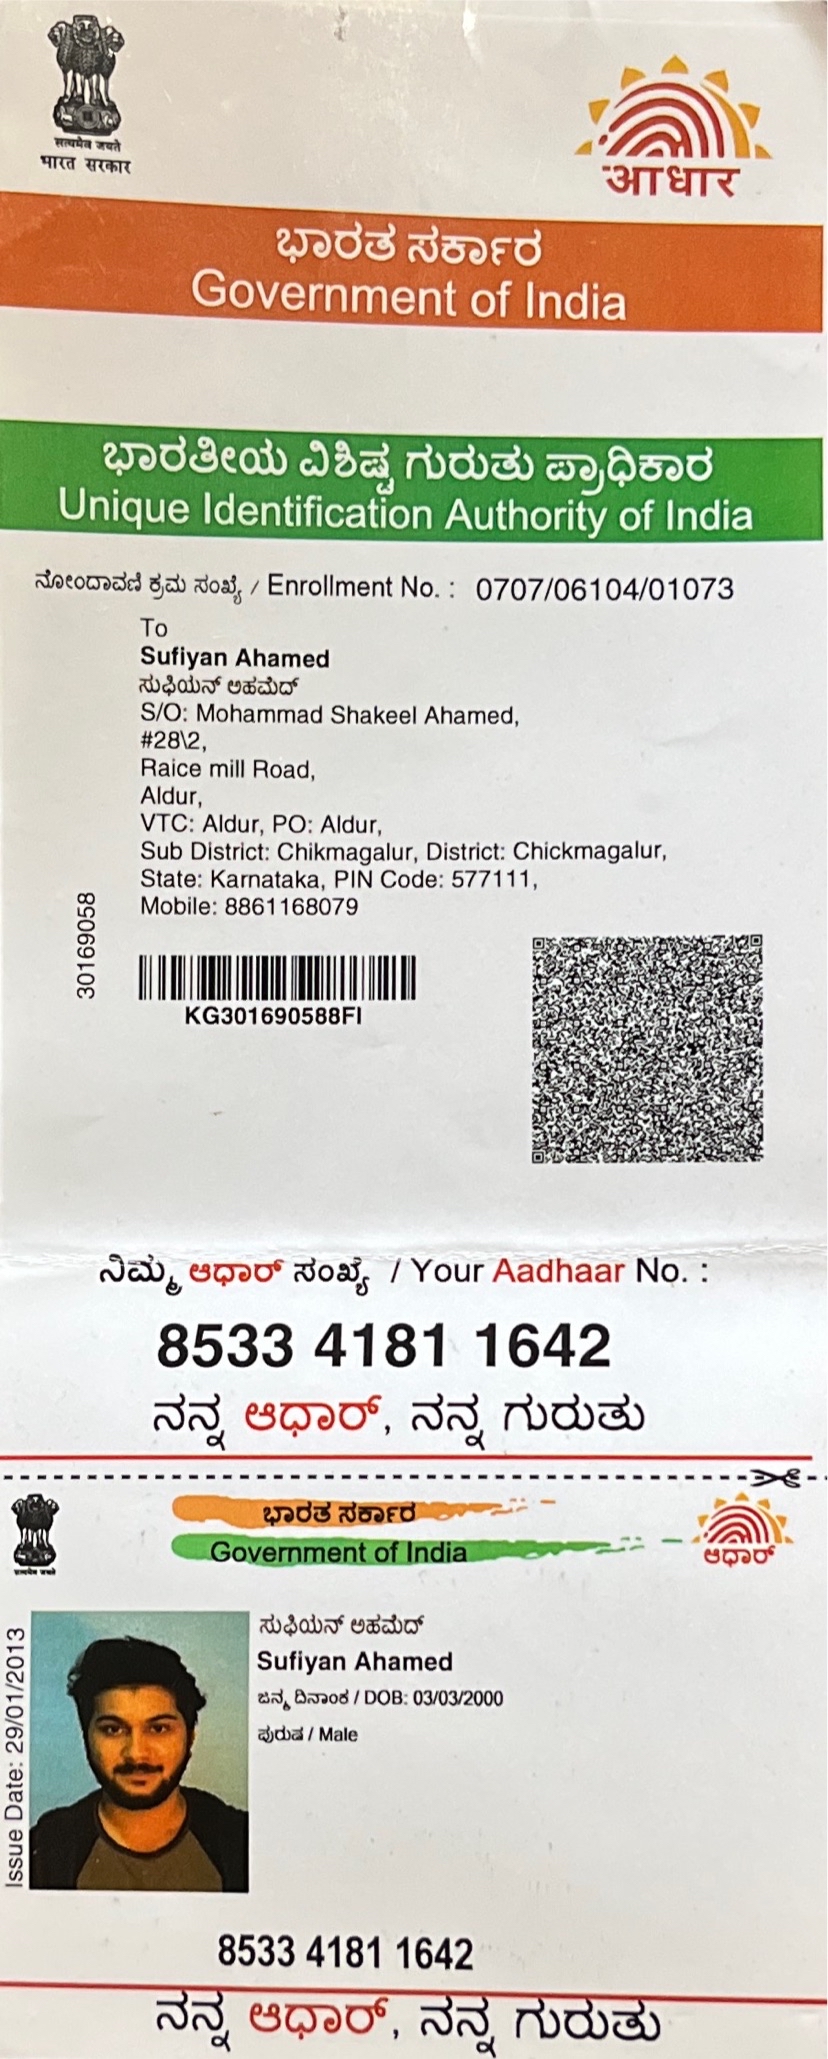 सत्यमेव जयते
भारत सरकार
आधार
ಭಾರತ ಸರ್ಕಾರ
Government of India
ಭಾರತೀಯ ವಿಶಿಷ್ಟ ಗುರುತು ಪ್ರಾಧಿಕಾರ
Unique Identification Authority of India
ನೋಂದಾವಣಿ ಕ್ರಮ ಸಂಖ್ಯೆ / Enrollment No. : 0707/06104/01073
To
Sufiyan Ahamed
ಸುಫಿಯನ್ ಅಹಮೆದ್
S/O: Mohammad Shakeel Ahamed,
#28\2,
Raice mill Road,
Aldur,
VTC: Aldur, PO: Aldur,
Sub District: Chikmagalur, District: Chickmagalur,
State: Karnataka, PIN Code: 577111,
Mobile: 8861168079
30169058
KG301690588FI
ನಿಮ್ಮ ಆಧಾರ್ ಸಂಖ್ಯೆ / Your Aadhaar No. :
8533 4181 1642
ನನ್ನ ಆಧಾರ್, ನನ್ನ ಗುರುತು
ಭಾರತ ಸರ್ಕಾರ
Government of India
ಆಧಾರ್
Issue Date: 29/01/2013
ಸುಫಿಯನ್ ಅಹಮೆದ್
Sufiyan Ahamed
ಜನ್ಮ ದಿನಾಂಕ / DOB: 03/03/2000
ಪುರುಷ / Male
8533 4181 1642
ನನ್ನ ಆಧಾರ್, ನನ್ನ ಗುರುತು